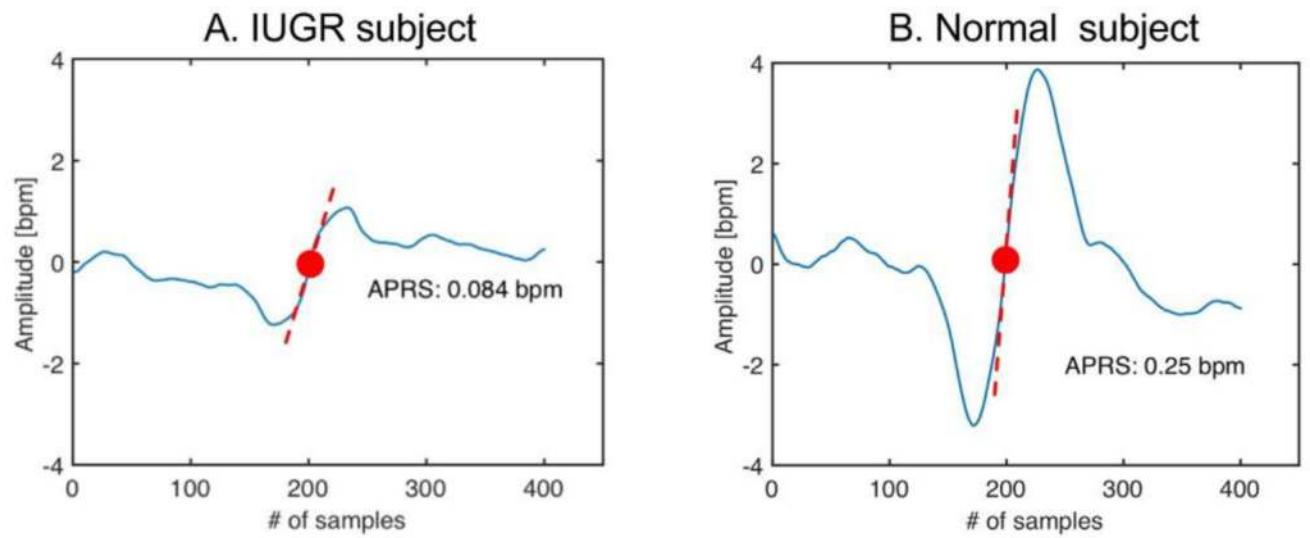 A. IUGR subject
4
2
0
-2
-4
Amplitude [bpm]
APRS: 0.084 bpm
0 100 200 300 400
# of samples
B. Normal subject
4
2
0
-2
-4
Amplitude [bpm]
APRS: 0.25 bpm
0 100 200 300 400
# of samples